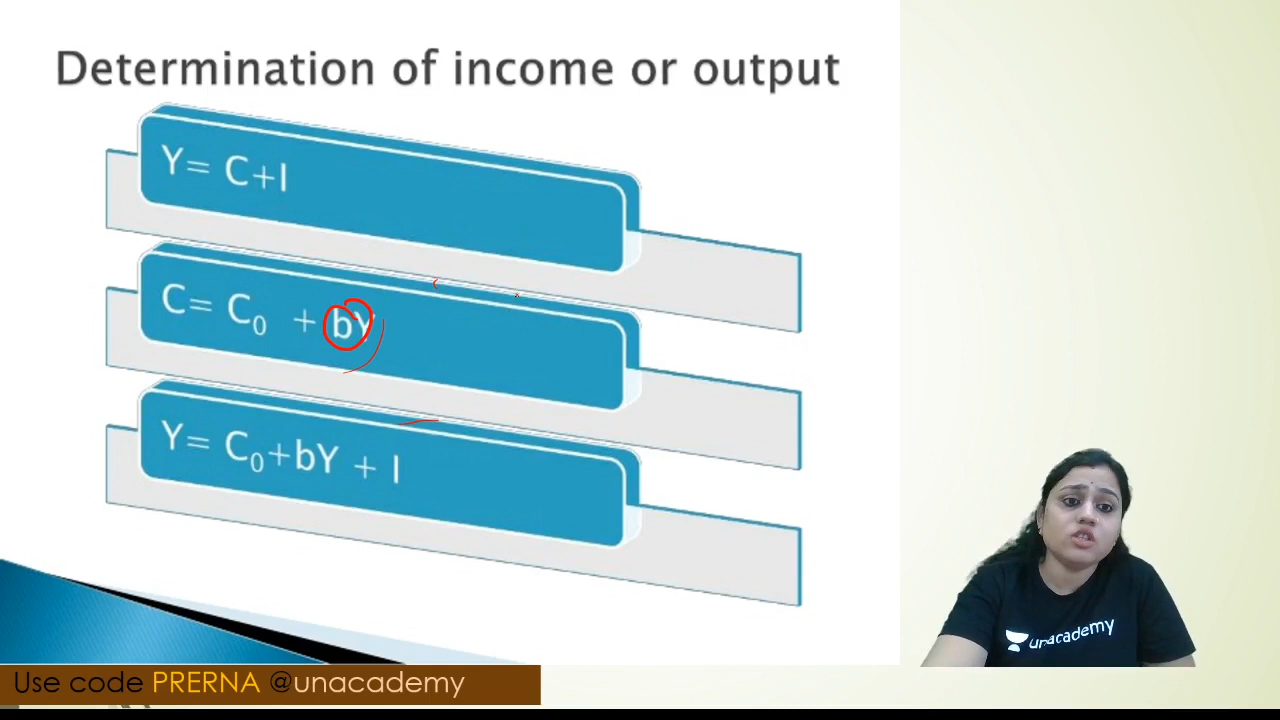 Determination of income or output
Y= C+I
C= C₀ + bY
Y= C₀+bY + I
unacademy
Use code PRERNA @unacademy